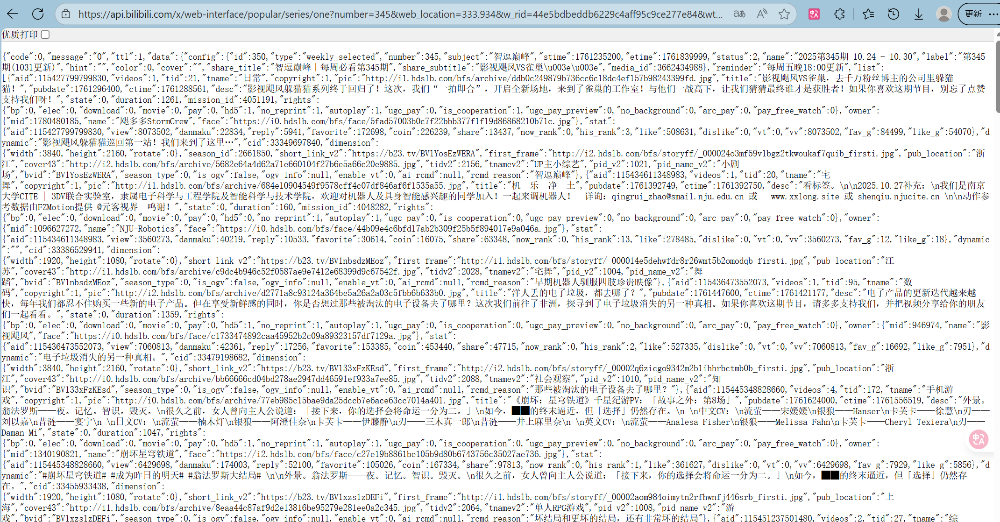 https://api.bilibili.com/x/web-interface/popular/series/one?number=345&web_location=333.934&w_rid=44e5bdbeddb6229c4aff95c9ce277e84&wt...
更新
优质打印
{"code":0,"message":"0","ttl":1,"data":{"config":{"id":350,"type":"weekly_selected","number":345,"subject":"智逗巅峰","stime":1761235200,"etime":1761839999,"status":2,"name":"2025第345期 10.24 - 10.30","label":"第345
期(1031更新)","hint":"","color":0,"cover":"","share_title":"智逗巅峰|每周必看第345期","share_subtitle":"影视飓风VS雀巢\u003e\u003e","media_id":3662434988},"reminder":"每周五晚18:00更新","list":
[{"aid":115427799799830,"videos":1,"tid":21,"tname":"日常","copyright":1,"pic":"http://i1.hdslb.com/bfs/archive/ddb0c249879b736cc6c18dc4ef157b98243399fd.jpg","title":"影视飓风VS雀巢，去千万粉丝博主的公司里躲猫
猫！","pubdate":1761296400,"ctime":1761288561,"desc":"影视飓风躲猫猫系列终于回归了！这次，我们“一拍即合”，开启全新场地，来到了雀巢的工作室！与他们一战高下，让我们猜猜最终谁才是获胜者！如果你喜欢这期节目，别忘了点赞
支持我们呀！","state":0,"duration":1261,"mission_id":4051191,"rights":
{"bp":0,"elec":0,"download":0,"movie":0,"pay":0,"hd5":1,"no_reprint":1,"autoplay":1,"ugc_pay":0,"is_cooperation":1,"ugc_pay_preview":0,"no_background":0,"arc_pay":0,"pay_free_watch":0},"owner":
{"mid":1780480185,"name":"飓多多StormCrew","face":"https://i0.hdslb.com/bfs/face/5fad57003b0c7f22bbb377f1f19d86868210b71c.jpg"},"stat":
{"aid":115427799799830,"view":8073502,"danmaku":22834,"reply":5941,"favorite":172698,"coin":226239,"share":13437,"now_rank":0,"his_rank":3,"like":508631,"dislike":0,"vt":0,"vv":8073502,"fav_g":84499,"like_g":54070},"d
ynamic":"影视飓风躲猫猫巡回第一站！我们来到了这里…","cid":33349697840,"dimension":
{"width":3840,"height":2160,"rotate":0},"season_id":2661850,"short_link_v2":"https://b23.tv/BV1YosEzWERA","first_frame":"http://i2.hdslb.com/bfs/storyff/_000024o3mf59v1bgz2tkwoukaf7quib_firsti.jpg","pub_location":"浙
江","cover43":"http://i2.hdslb.com/bfs/archive/5682e64a4d62a71e660104f27b6e5a66c20e9885.jpg","tidv2":2156,"tnamev2":"UP主小综艺","pid_v2":1021,"pid_name_v2":"小剧
场","bvid":"BV1YosEzWERA","season_type":0,"is_ogv":false,"ogv_info":null,"enable_vt":0,"ai_rcmd":null,"rcmd_reason":"智逗巅峰"},{"aid":115434611348983,"videos":1,"tid":20,"tname":"宅
舞","copyright":1,"pic":"http://i1.hdslb.com/bfs/archive/684e10904549f9578cff4c07df846af6f1535a55.jpg","title":"机　乐　净　土","pubdate":1761392749,"ctime":1761392750,"desc":"看标签。\n\n2025.10.27补充：\n我们是南京
大学CITE | 3DV联合实验室，隶属电子科学与工程学院及智能科学与技术学院，欢迎对机器人及具身智能感兴趣的同学加入！一起来调机器人！　详询：qingrui_zhao@smail.nju.edu.cn 或　www.xxlong.site 或 shenqiu.njucite.cn \n\n动作参
考数据由FZMotion提供 @元客视界　鸣谢！","state":0,"duration":160,"mission_id":4048282,"rights":
{"bp":0,"elec":0,"download":0,"movie":0,"pay":0,"hd5":0,"no_reprint":1,"autoplay":1,"ugc_pay":0,"is_cooperation":0,"ugc_pay_preview":0,"no_background":0,"arc_pay":0,"pay_free_watch":0},"owner":
{"mid":1096627272,"name":"NJU-Robotics","face":"https://i0.hdslb.com/bfs/face/44b09e4c6bfd17ab2b309f25b5f894017e9a046a.jpg"},"stat":
{"aid":115434611348983,"view":3560273,"danmaku":40219,"reply":10533,"favorite":30614,"coin":16075,"share":63348,"now_rank":0,"his_rank":13,"like":278485,"dislike":0,"vt":0,"vv":3560273,"fav_g":12,"like_g":18},"dynamic
":"","cid":33386529941,"dimension":
{"width":1920,"height":1080,"rotate":0},"short_link_v2":"https://b23.tv/BV1nbsdzMEoz","first_frame":"http://i1.hdslb.com/bfs/storyff/_000014e5dehwfdr8r26wmt5b2omodqb_firsti.jpg","pub_location":"江
苏","cover43":"http://i1.hdslb.com/bfs/archive/c9dc4b946c52f0587ae9e7412e68399d9c67542f.jpg","tidv2":2028,"tnamev2":"宅舞","pid_v2":1004,"pid_name_v2":"舞
蹈","bvid":"BV1nbsdzMEoz","season_type":0,"is_ogv":false,"ogv_info":null,"enable_vt":0,"ai_rcmd":null,"rcmd_reason":"早期机器人驯服四肢珍贵映像"},{"aid":115436473552073,"videos":1,"tid":95,"tname":"数
码","copyright":1,"pic":"http://i2.hdslb.com/bfs/archive/d2771a8c93124a364be5a26a2a03c5fbb6b633b0.jpg","title":"洋人丢的电子垃圾，都去哪了？","pubdate":1761447600,"ctime":1761421177,"desc":"电子产品的更新迭代越来越
快，每年我们都忍不住购买一些新的电子产品。但在享受新鲜感的同时，你是否想过那些被淘汰的电子设备去了哪里？这次我们前往了非洲，探寻到了电子垃圾消失的另一种真相。如果你喜欢这期节目，请多多支持我们，并把视频分享给你的朋友
们一起看看。","state":0,"duration":1359,"rights":
{"bp":0,"elec":0,"download":0,"movie":0,"pay":0,"hd5":1,"no_reprint":1,"autoplay":1,"ugc_pay":0,"is_cooperation":0,"ugc_pay_preview":0,"no_background":0,"arc_pay":0,"pay_free_watch":0},"owner":{"mid":946974,"name":"影
视飓风","face":"https://i0.hdslb.com/bfs/face/c1733474892caa45952b2c09a89323157df7129a.jpg"},"stat":
{"aid":115436473552073,"view":7060813,"danmaku":42361,"reply":17256,"favorite":153385,"coin":453440,"share":47715,"now_rank":0,"his_rank":2,"like":527335,"dislike":0,"vt":0,"vv":7060813,"fav_g":16692,"like_g":7951},"d
ynamic":"电子垃圾消失的另一种真相。","cid":33479198682,"dimension":
{"width":3840,"height":2160,"rotate":0},"short_link_v2":"https://b23.tv/BV133xFzKEsd","first_frame":"http://i2.hdslb.com/bfs/storyff/_00002q6zicgo9342m2b1ihhrbctmb0b_firsti.jpg","pub_location":"浙
江","cover43":"http://i0.hdslb.com/bfs/archive/bb66666cd04bd278ae2947dd46591ef933a7ee85.jpg","tidv2":2088,"tnamev2":"社会观察","pid_v2":1010,"pid_name_v2":"知
识","bvid":"BV133xFzKEsd","season_type":0,"is_ogv":false,"ogv_info":null,"enable_vt":0,"ai_rcmd":null,"rcmd_reason":"那些被淘汰的电子设备去了哪里？"},{"aid":115445348828660,"videos":4,"tid":172,"tname":"手机游
戏","copyright":1,"pic":"http://i0.hdslb.com/bfs/archive/77eb985c15bae9da25dccb7e6ace63cc7014a401.jpg","title":"《崩坏：星穹铁道》千星纪游PV：「故事之外：第8场」","pubdate":1761624000,"ctime":1761556519,"desc":"外景。
翁法罗斯——夜。记忆。智识。毁灭。\n很久之前，女人曾向主人公说道：「接下来，你的选择会将命运一分为二。」\n如今，██的终末逼近，但「选择」仍然存在。\n \n中文CV：\n流萤——宋媛媛\n银狼——Hanser\n卡芙卡——徐慧\n刃——
刘以嘉\n昔涟——宴宁\n \n日文CV：\n流萤——楠木灯\n银狼——阿澄佳奈\n卡芙卡——伊藤静\n刃——三木真一郎\n昔涟——井上麻里奈\n \n英文CV：\n流萤——Analesa Fisher\n银狼——Melissa Fahn\n卡芙卡——Cheryl Texiera\n刃——
Daman Mi","state":0,"duration":1047,"rights":
{"bp":0,"elec":0,"download":0,"movie":0,"pay":0,"hd5":1,"no_reprint":1,"autoplay":1,"ugc_pay":0,"is_cooperation":0,"ugc_pay_preview":0,"no_background":0,"arc_pay":0,"pay_free_watch":0},"owner":
{"mid":1340190821,"name":"崩坏星穹铁道","face":"https://i2.hdslb.com/bfs/face/c27e19b8861be105b9d80b6743756c35027ae736.jpg"},"stat":
{"aid":115445348828660,"view":6429698,"danmaku":174003,"reply":52100,"favorite":105026,"coin":167334,"share":97813,"now_rank":0,"his_rank":1,"like":361627,"dislike":0,"vt":0,"vv":6429698,"fav_g":7929,"like_g":5856},"d
ynamic":"#崩坏星穹铁道# #成为昨日的明天# #翁法罗斯大结局# \n\n外景。翁法罗斯——夜。记忆。智识。毁灭。\n很久之前，女人曾向主人公说道：「接下来，你的选择会将命运一分为二。」\n如今，██的终末逼近，但「选择」仍然存
在。","cid":33455933438,"dimension":
{"width":1920,"height":1080,"rotate":0},"short_link_v2":"https://b23.tv/BV1xzs1zDEFi","first_frame":"http://i1.hdslb.com/bfs/storyff/_00002aom984oimytn2rfhwnfj446srb_firsti.jpg","pub_location":"上
海","cover43":"http://i1.hdslb.com/bfs/archive/8eaa44c87af9d2e13816be95279e281ee0a2c345.jpg","tidv2":2064,"tnamev2":"单人RPG游戏","pid_v2":1008,"pid_name_v2":"游
戏","bvid":"BV1xzs1zDEFi","season_type":0,"is_ogv":false,"ogv_info":null,"enable_vt":0,"ai_rcmd":null,"rcmd_reason":"坏结局和更坏的结局，还有非常坏的结局"},{"aid":115451237501480,"videos":2,"tid":27,"tname":"综